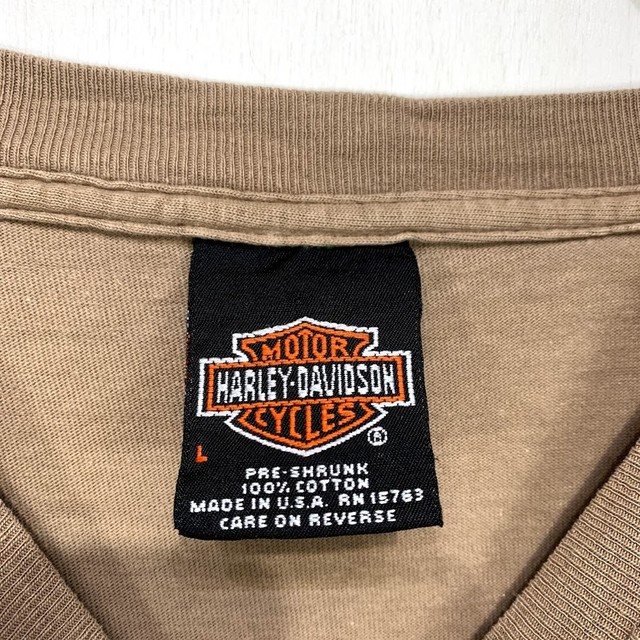 MOTOR
HARLEY-DAVIDSON
CYCLES
®
L
PRE-SHRUNK
100% COTTON
MADE IN U.S.A. RN 15763
CARE ON REVERSE